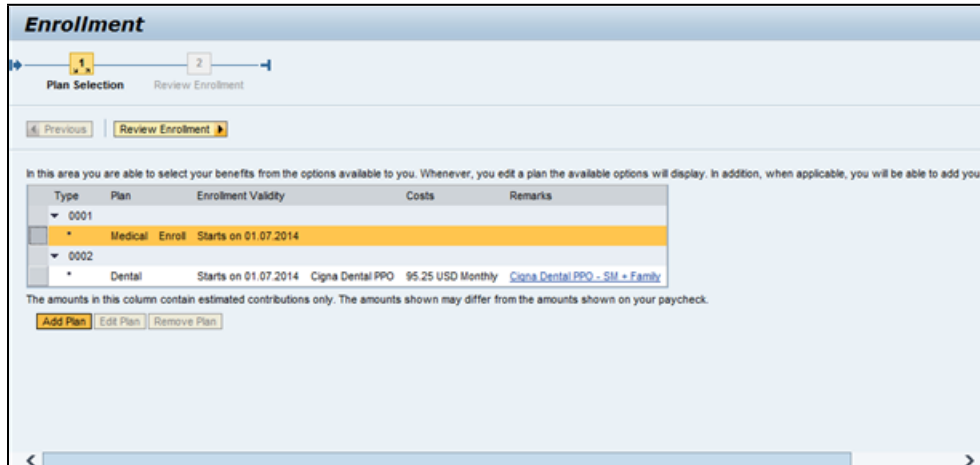 Enrollment
1 2
Plan Selection Review Enrollment
Previous Review Enrollment
In this area you are able to select your benefits from the options available to you. Whenever, you edit a plan the available options will display. In addition, when applicable, you will be able to add you
Type Plan Enrollment Validity Costs Remarks
0001
* Medical Enroll Starts on 01.07.2014
0002
* Dental Starts on 01.07.2014 Cigna Dental PPO 95.25 USD Monthly Cigna Dental PPO - SM + Family
The amounts in this column contain estimated contributions only. The amounts shown may differ from the amounts shown on your paycheck.
Add Plan Edit Plan Remove Plan